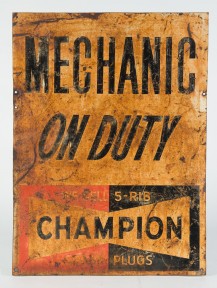 MECHANIC
ON DUTY
5-RIB
CHAMPION
PLUGS